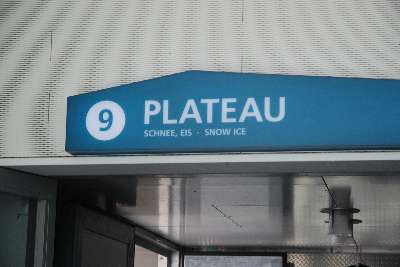 9 PLATEAU
SCHNEE, EIS · SNOW ICE